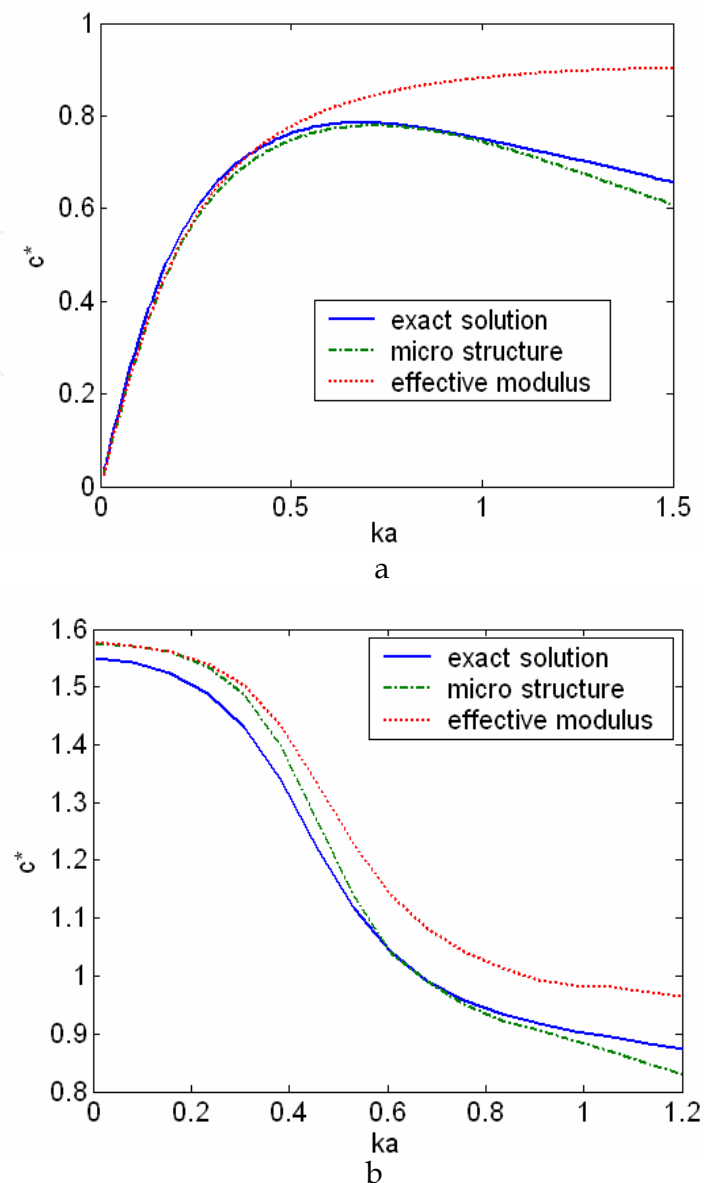 1
0.8
0.6
0.4
0.2
0
c*
exact solution
micro structure
effective modulus
0 0.5 1 1.5
ka
a
1.6
1.5
1.4
1.3
1.2
1.1
1
0.9
0.8
c*
exact solution
micro structure
effective modulus
0 0.2 0.4 0.6 0.8 1 1.2
ka
b